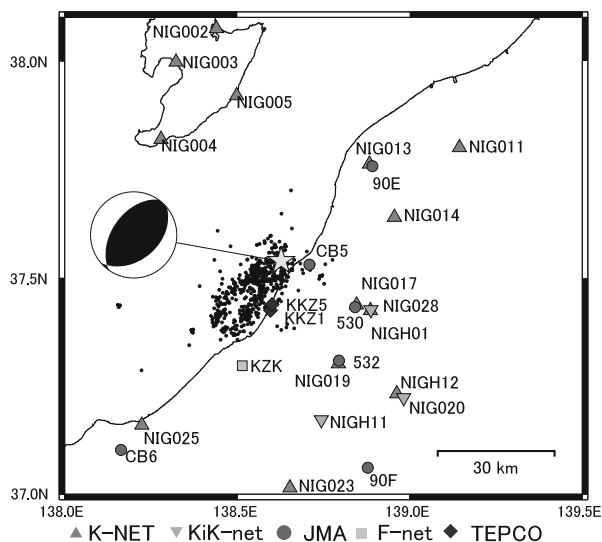 NIG002
38.0N
NIG003
NIG005
NIG004
NIG013
NIG011
90E
NIG014
CB5
37.5N
NIG017
KKZ5
NIG028
KKZ1
530
NIGH01
KZK
532
NIG019
NIGH12
NIG020
NIGH11
NIG025
CB6
90F
30 km
NIG023
37.0N
138.0E 138.5E 139.0E 139.5E
K-NET KiK-net JMA F-net TEPCO